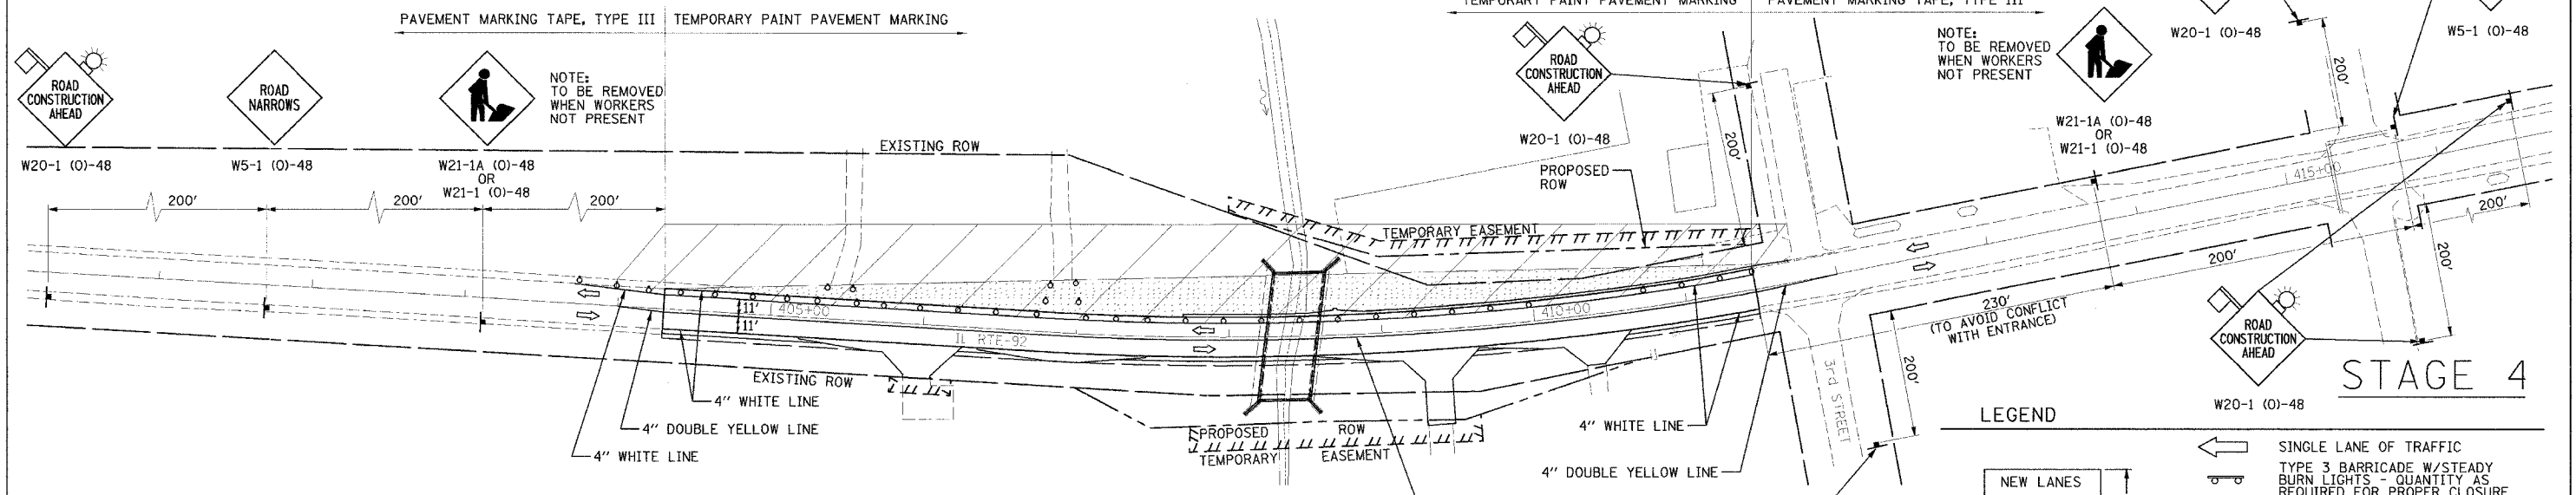 PAVEMENT MARKING TAPE, TYPE III
TEMPORARY PAINT PAVEMENT MARKING
TEMPORARY PAINT PAVEMENT MARKING
PAVEMENT MARKING TAPE, TYPE III
ROAD
CONSTRUCTION
AHEAD
W20-1 (O)-48
ROAD
NARROWS
W5-1 (O)-48
W21-1A (O)-48
OR
W21-1 (O)-48
NOTE:
TO BE REMOVED
WHEN WORKERS
NOT PRESENT
200'
200'
200'
EXISTING ROW
ROAD
CONSTRUCTION
AHEAD
W20-1 (O)-48
PROPOSED
ROW
200'
TEMPORARY EASEMENT
NOTE:
TO BE REMOVED
WHEN WORKERS
NOT PRESENT
W21-1A (O)-48
OR
W21-1 (O)-48
W20-1 (O)-48
W5-1 (O)-48
200'
415+00
200'
200'
200'
230'
(TO AVOID CONFLICT
WITH ENTRANCE)
11'
11'
405+00
IL RTE-92
410+00
EXISTING ROW
4" WHITE LINE
4" DOUBLE YELLOW LINE
4" WHITE LINE
PROPOSED ROW
TEMPORARY EASEMENT
4" WHITE LINE
4" DOUBLE YELLOW LINE
3rd STREET
200'
ROAD
CONSTRUCTION
AHEAD
W20-1 (O)-48
STAGE 4
LEGEND
NEW LANES
SINGLE LANE OF TRAFFIC
TYPE 3 BARRICADE W/STEADY
BURN LIGHTS - QUANTITY AS
REQUIRED FOR PROPER CLOSURE